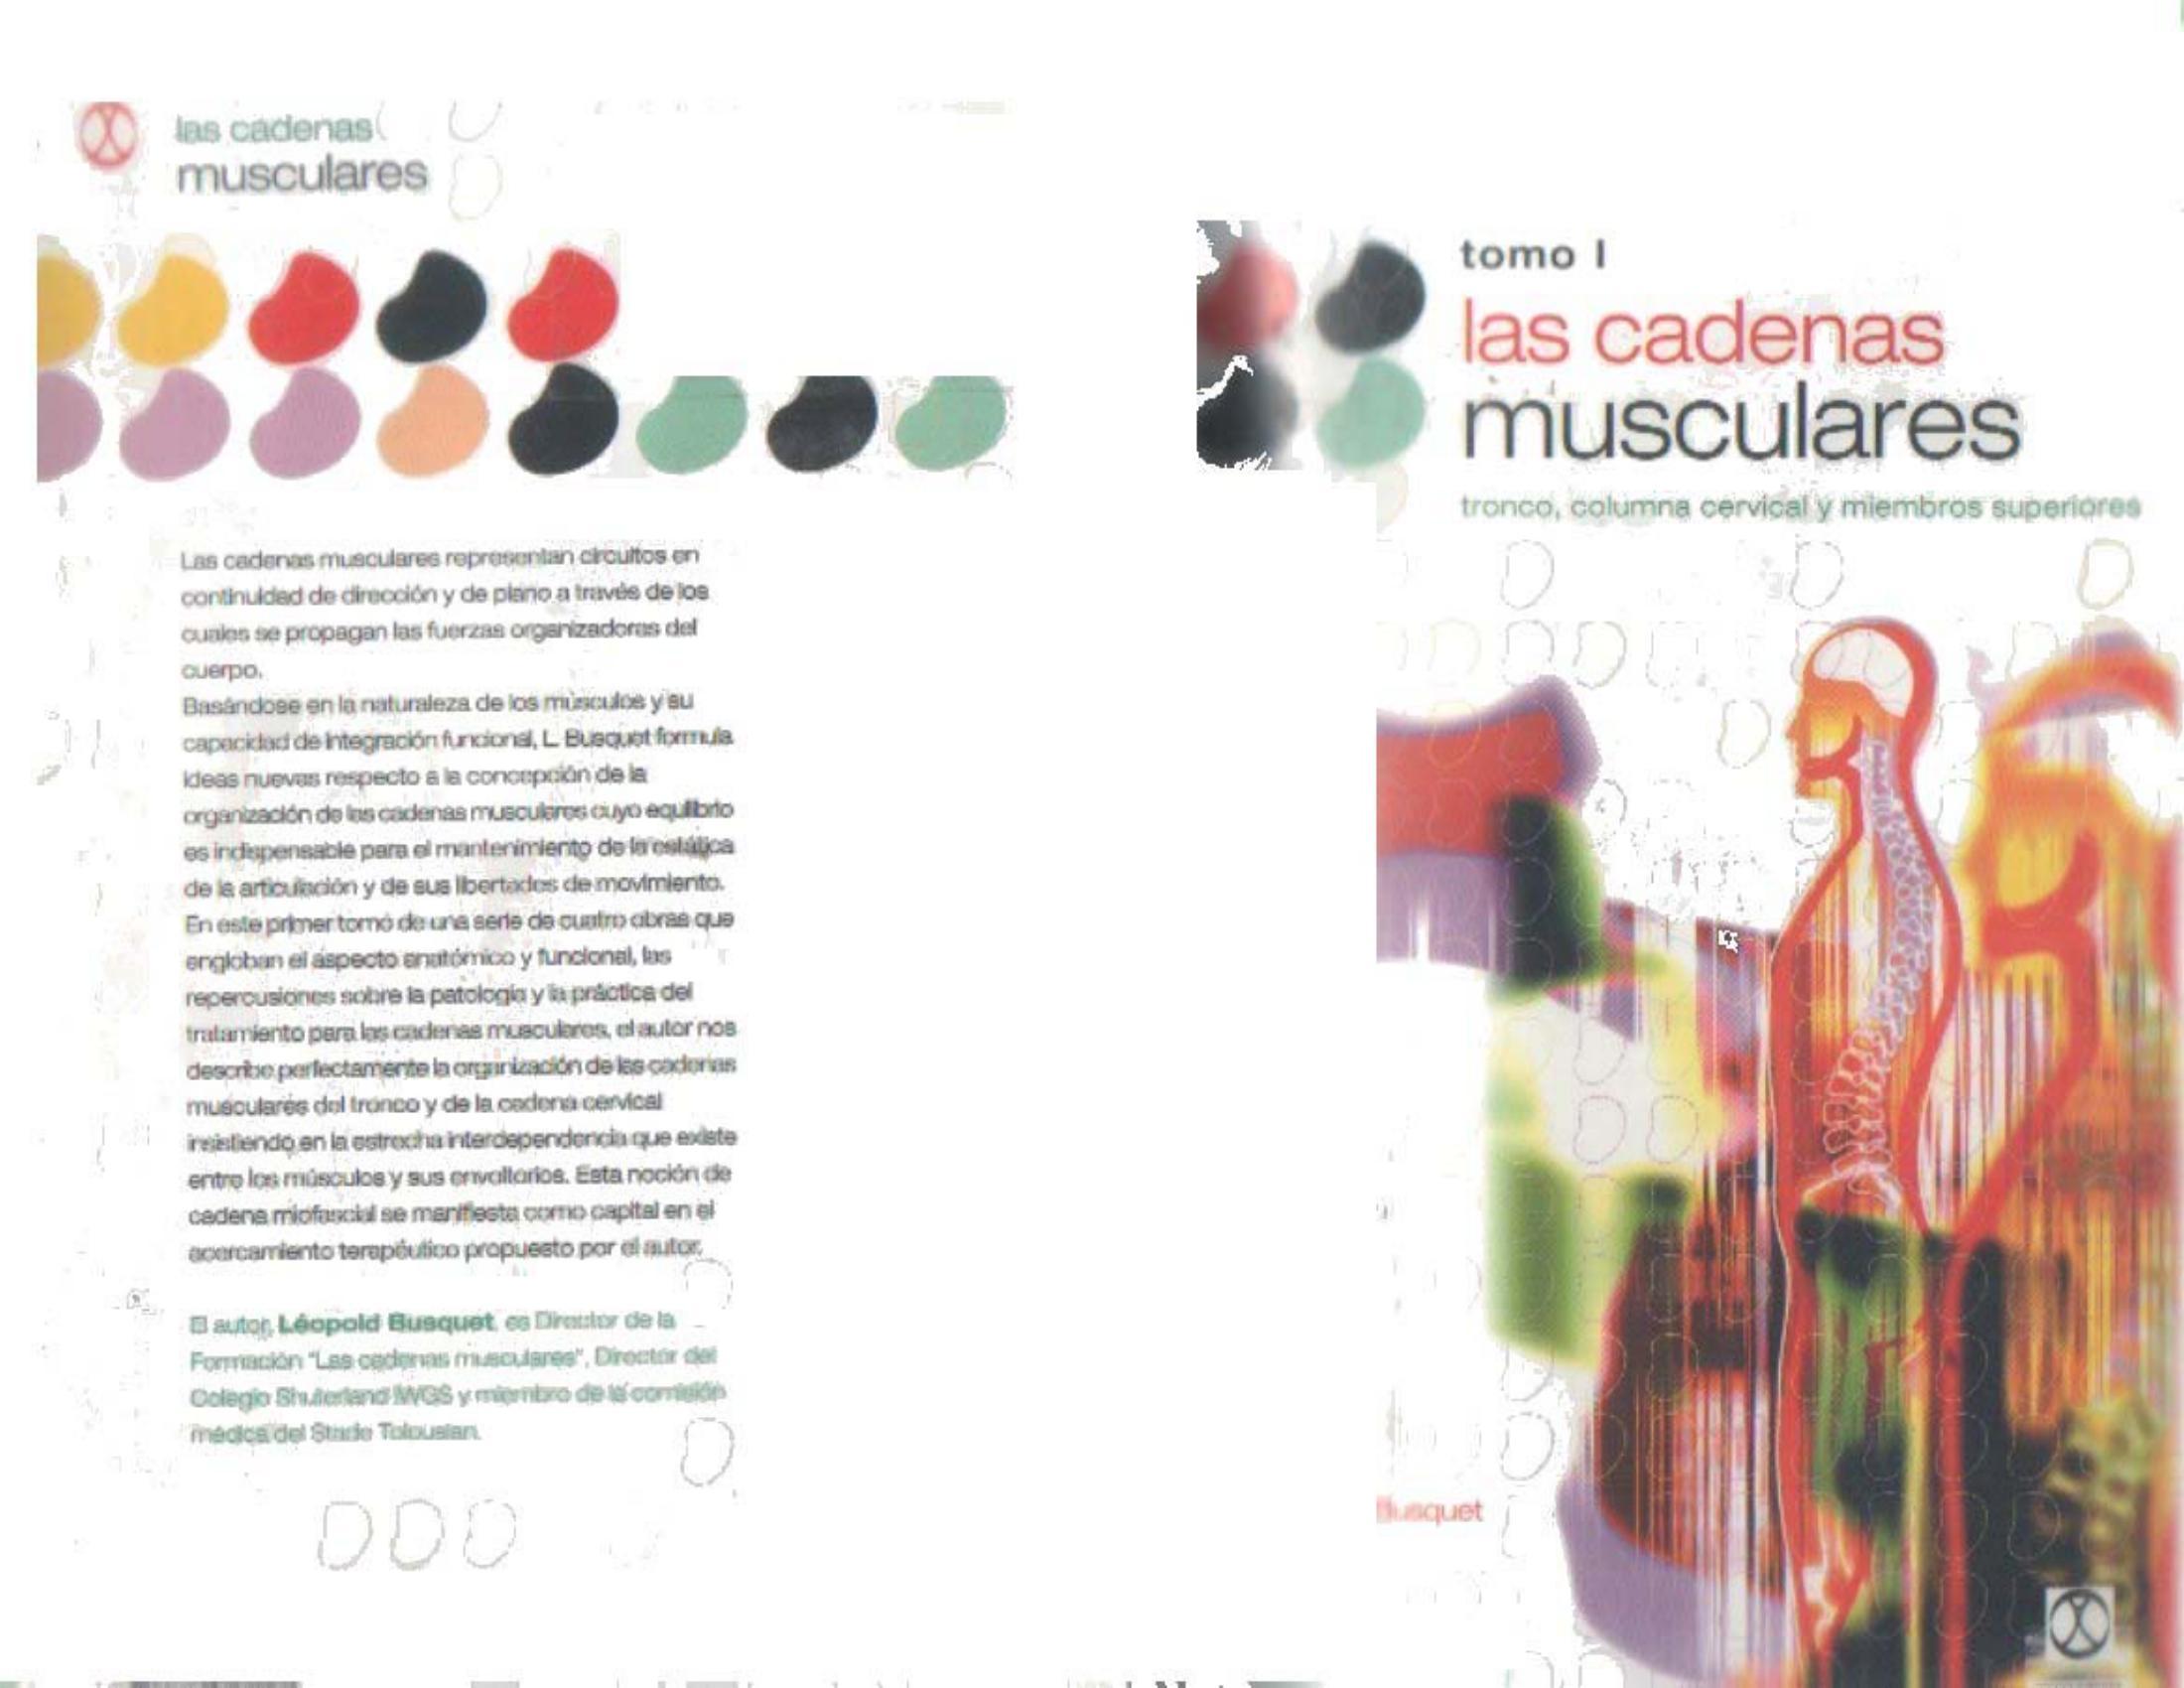 las cadenas
musculares
Las cadenas musculares representan circuitos en
continuidad de dirección y de plano a través de los
cuales se propagan las fuerzas organizadoras del
cuerpo.
Basándose en la naturaleza de los músculos y su
capacidad de integración funcional, L. Busquet formula
ideas nuevas respecto a la concepción de la
organización de las cadenas musculares cuyo equilibrio
es indispensable para el mantenimiento de la estática
de la articulación y de sus libertades de movimiento.
En este primer tomo de una serie de cuatro obras que
engloban el aspecto anatómico y funcional, las
repercusiones sobre la patología y la práctica del
tratamiento para las cadenas musculares, el autor nos
describe perfectamente la organización de las cadenas
musculares del tronco y de la cadena cervical
insistiendo en la estrecha interdependencia que existe
entre los músculos y sus envoltorios. Esta noción de
cadena miofascial se manifiesta como capital en el
acercamiento terapéutico propuesto por el autor.
El autor, Léopold Busquet, es Director de la
Formación "Las cadenas musculares", Director del
Colegio Shuterland IWGS y miembro de la comisión
médica del Stade Tolousian.
tomo I
las cadenas
musculares
tronco, columna cervical y miembros superiores
Busquet